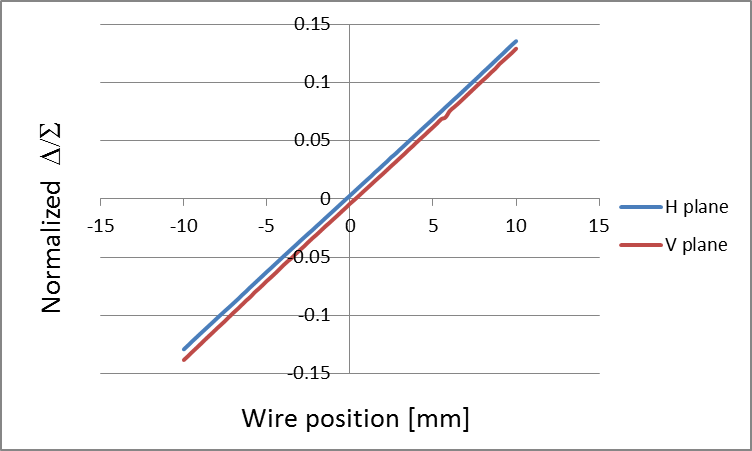 0.15
0.1
0.05
0
-0.05
-0.1
-0.15
-15 -10 -5 0 5 10 15
Normalized Δ/Σ
Wire position [mm]
H plane
V plane